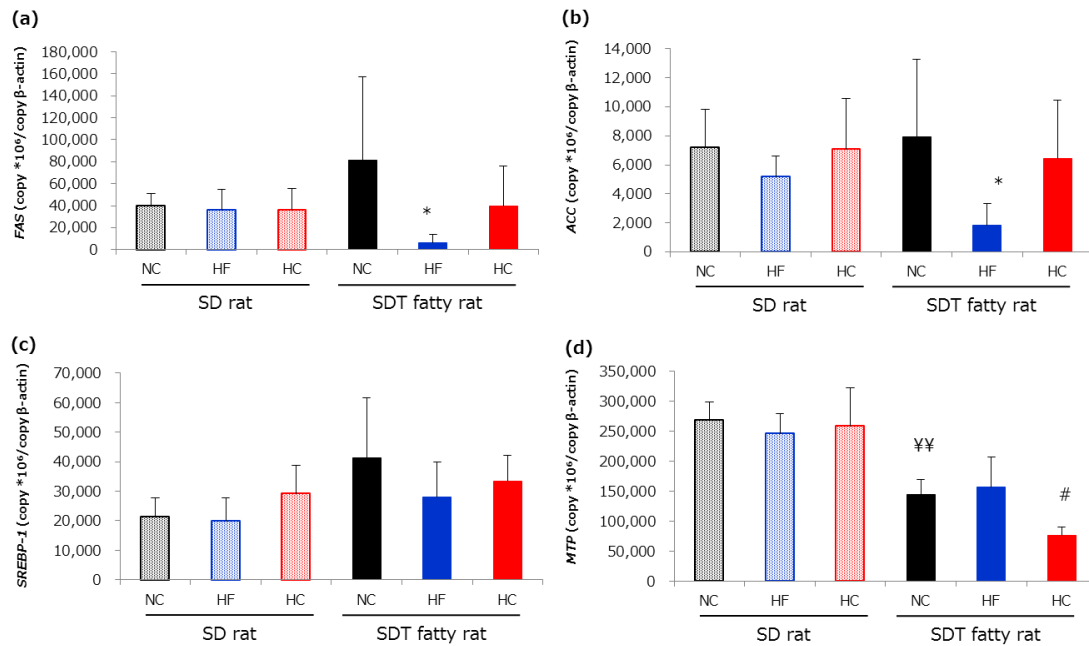 (a)
FAS (copy *10⁶/copy β-actin)
180,000
160,000
140,000
120,000
100,000
80,000
60,000
40,000
20,000
0
*
NC HF HC NC HF HC
SD rat SDT fatty rat
(b)
ACC (copy *10⁶/copy β-actin)
14,000
12,000
10,000
8,000
6,000
4,000
2,000
0
*
NC HF HC NC HF HC
SD rat SDT fatty rat
(c)
SREBP-1 (copy *10⁶/copy β-actin)
70,000
60,000
50,000
40,000
30,000
20,000
10,000
0
NC HF HC NC HF HC
SD rat SDT fatty rat
(d)
MTP (copy *10⁶/copy β-actin)
350,000
300,000
250,000
200,000
150,000
100,000
50,000
0
¥¥
#
NC HF HC NC HF HC
SD rat SDT fatty rat